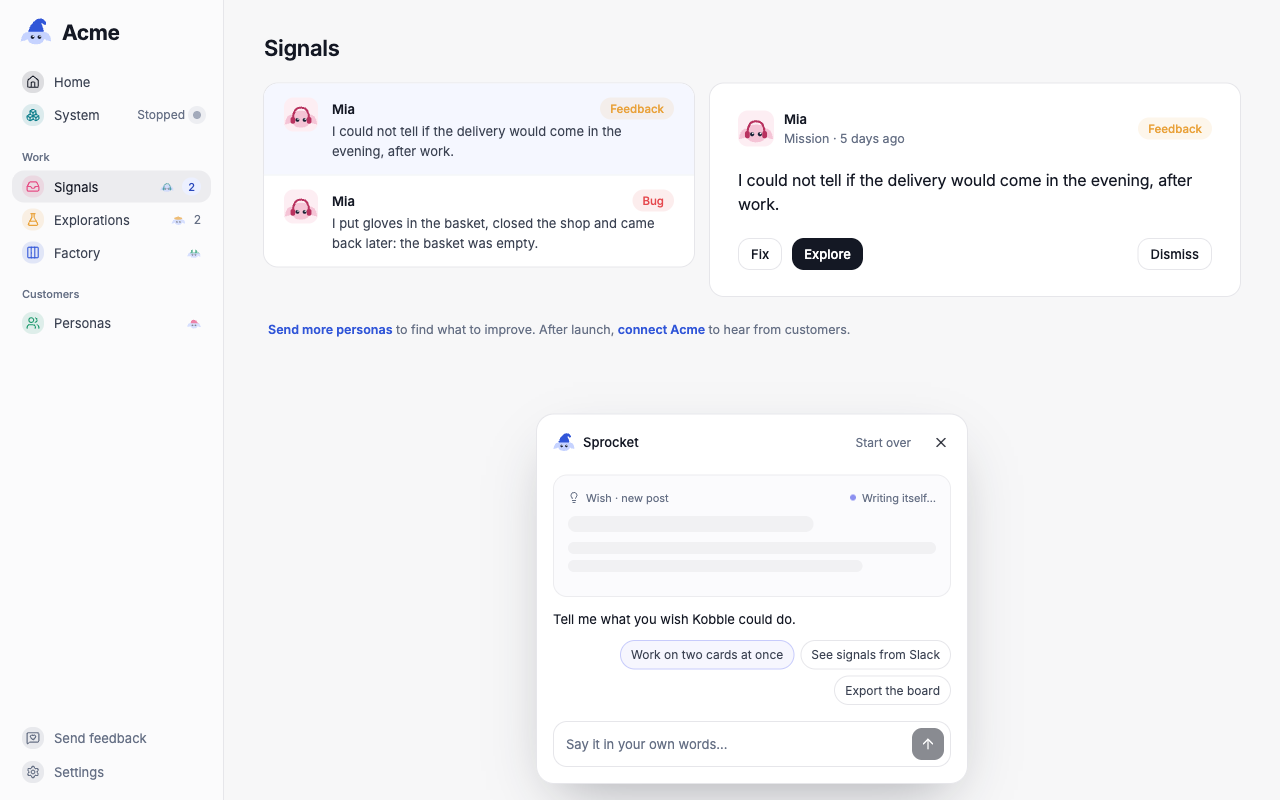 Acme
Home
System Stopped
Work
Signals 2
Explorations 2
Factory
Customers
Personas
Send feedback
Settings
Signals
Mia Feedback
I could not tell if the delivery would come in the
evening, after work.
Mia Bug
I put gloves in the basket, closed the shop and came
back later: the basket was empty.
Mia
Mission · 5 days ago
Feedback
I could not tell if the delivery would come in the evening, after
work.
Fix Explore Dismiss
Send more personas to find what to improve. After launch, connect Acme to hear from customers.
Sprocket Start over
Wish · new post Writing itself...
Tell me what you wish Kobble could do.
Work on two cards at once See signals from Slack
Export the board
Say it in your own words...